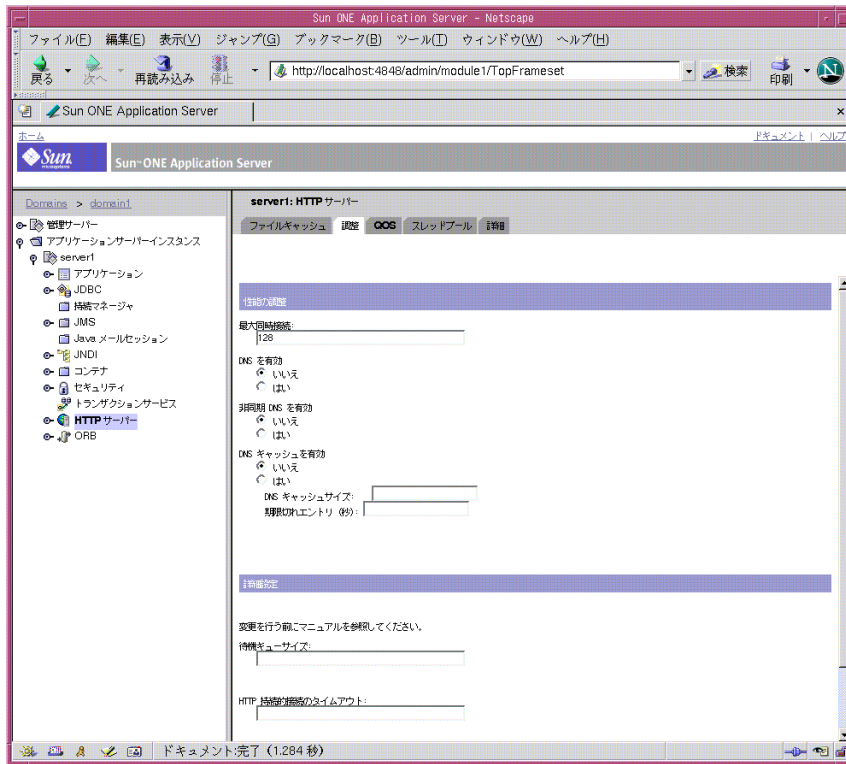 Sun ONE Application Server - Netscape
ファイル(F) 編集(E) 表示(V) ジャンプ(G) ブックマーク(B) ツール(T) ウィンドウ(W) ヘルプ(H)
戻る 次へ 再読み込み 停止 http://localhost:4848/admin/module1/TopFrameset 検索 印刷 N
Sun ONE Application Server x
ホーム ドキュメント | ヘルプ
Sun microsystems Sun ONE Application Server
Domains > domain1
管理サーバー
アプリケーションサーバーインスタンス
server1
アプリケーション
JDBC
持続マネージャ
JMS
Java メールセッション
JNDI
コンテナ
セキュリティ
トランザクションサービス
HTTP サーバー
ORB
server1: HTTP サーバー
ファイルキャッシュ 調整 QOS スレッドプール 詳細
性能の調整
最大同時接続:
128
DNS を有効
いいえ
はい
非同期 DNS を有効
いいえ
はい
DNS キャッシュを有効
いいえ
はい
DNS キャッシュサイズ:
期限切れエントリ (秒):
詳細設定
変更を行う前にマニュアルを参照してください。
待機キューサイズ:
HTTP 持続的接続のタイムアウト:
ドキュメント:完了 (1.284 秒)